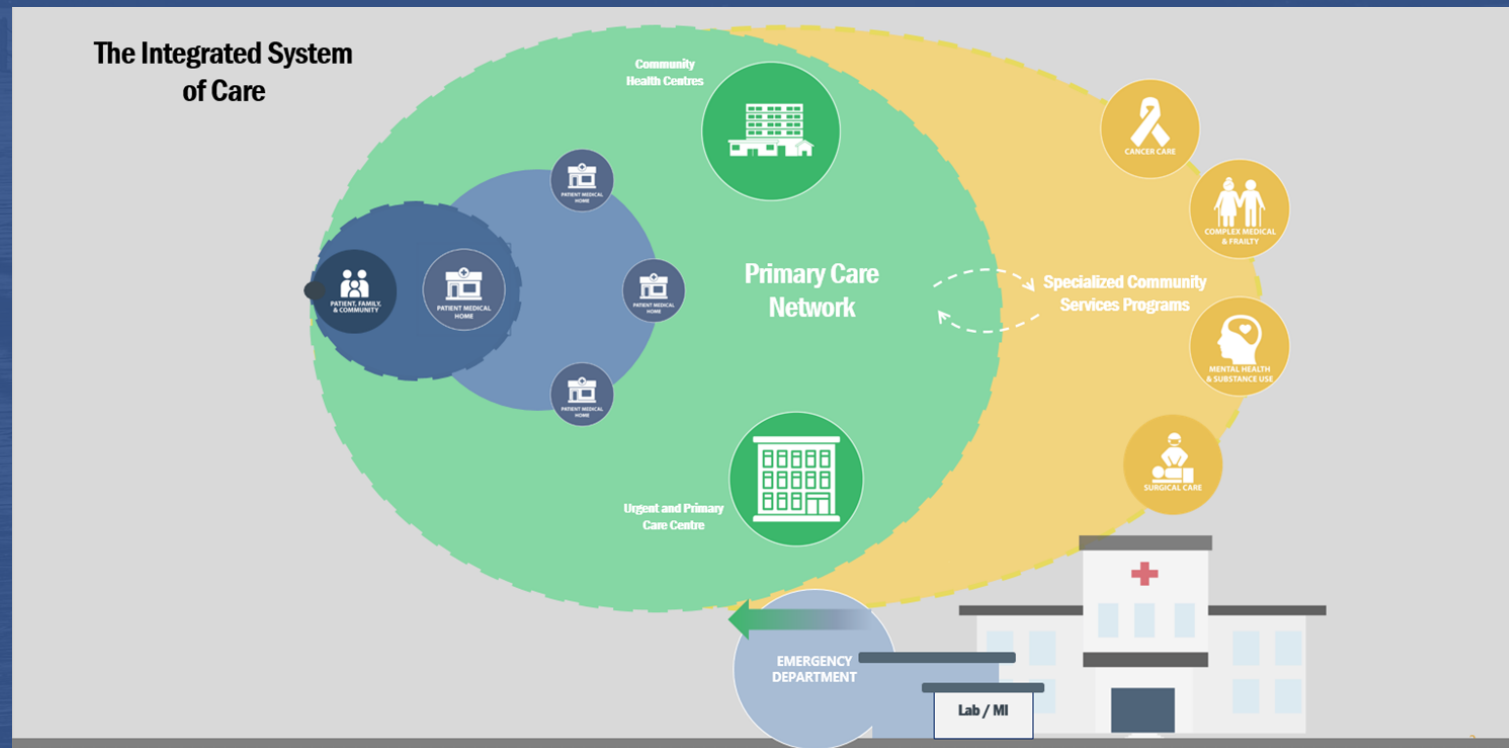 The Integrated System
of Care
Community
Health Centres
CANCER CARE
PATIENT MEDICAL
HOME
COMPLEX MEDICAL
& FRAILTY
PATIENT, FAMILY,
& COMMUNITY
PATIENT MEDICAL
HOME
PATIENT MEDICAL
HOME
Primary Care
Network
Specialized Community
Services Programs
MENTAL HEALTH
& SUBSTANCE USE
PATIENT MEDICAL
HOME
SURGICAL CARE
Urgent and Primary
Care Centre
EMERGENCY
DEPARTMENT
Lab / MI